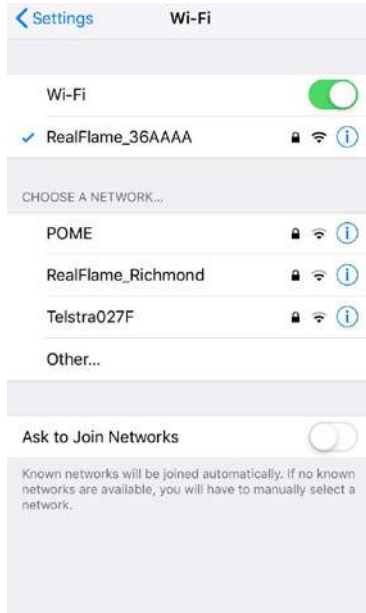 Settings
Wi-Fi
Wi-Fi
RealFlame_36AAAA
CHOOSE A NETWORK...
POME
RealFlame_Richmond
Telstra027F
Other...
Ask to Join Networks
Known networks will be joined automatically. If no known
networks are available, you will have to manually select a
network.